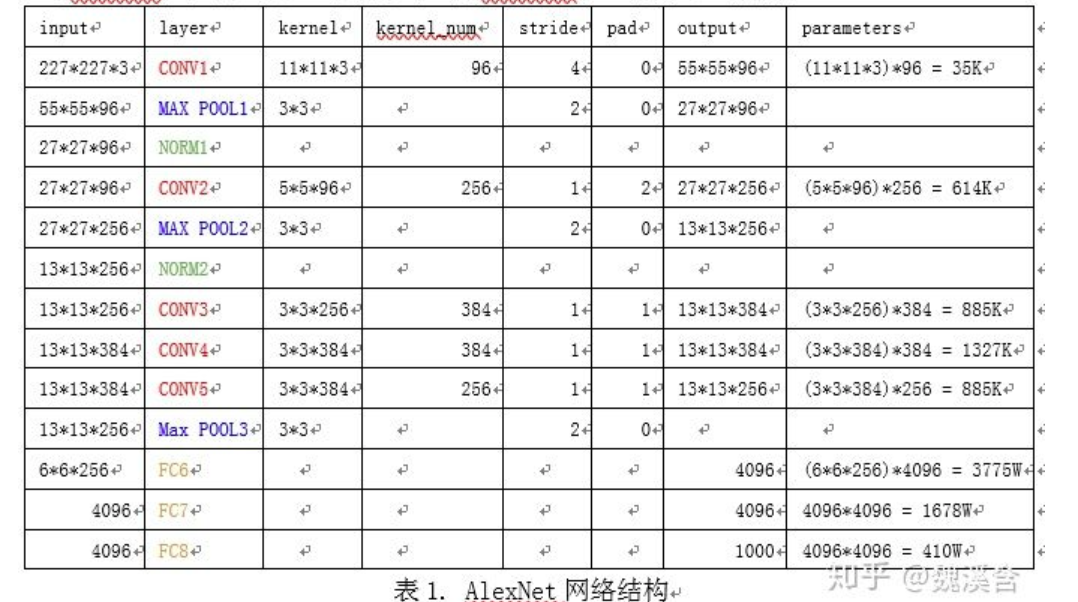 input layer kernel kernel_num stride pad output parameters
227*227*3 CONV1 11*11*3 96 4 0 55*55*96 (11*11*3)*96 = 35K
55*55*96 MAX POOL1 3*3 2 0 27*27*96
27*27*96 NORM1
27*27*96 CONV2 5*5*96 256 1 2 27*27*256 (5*5*96)*256 = 614K
27*27*256 MAX POOL2 3*3 2 0 13*13*256
13*13*256 NORM2
13*13*256 CONV3 3*3*256 384 1 1 13*13*384 (3*3*256)*384 = 885K
13*13*384 CONV4 3*3*384 384 1 1 13*13*384 (3*3*384)*384 = 1327K
13*13*384 CONV5 3*3*384 256 1 1 13*13*256 (3*3*384)*256 = 885K
13*13*256 Max POOL3 3*3 2 0
6*6*256 FC6 4096 (6*6*256)*4096 = 3775W
4096 FC7 4096 4096*4096 = 1678W
4096 FC8 1000 4096*4096 = 410W
表 1. AlexNet 网络结构
知乎 @魏溪含